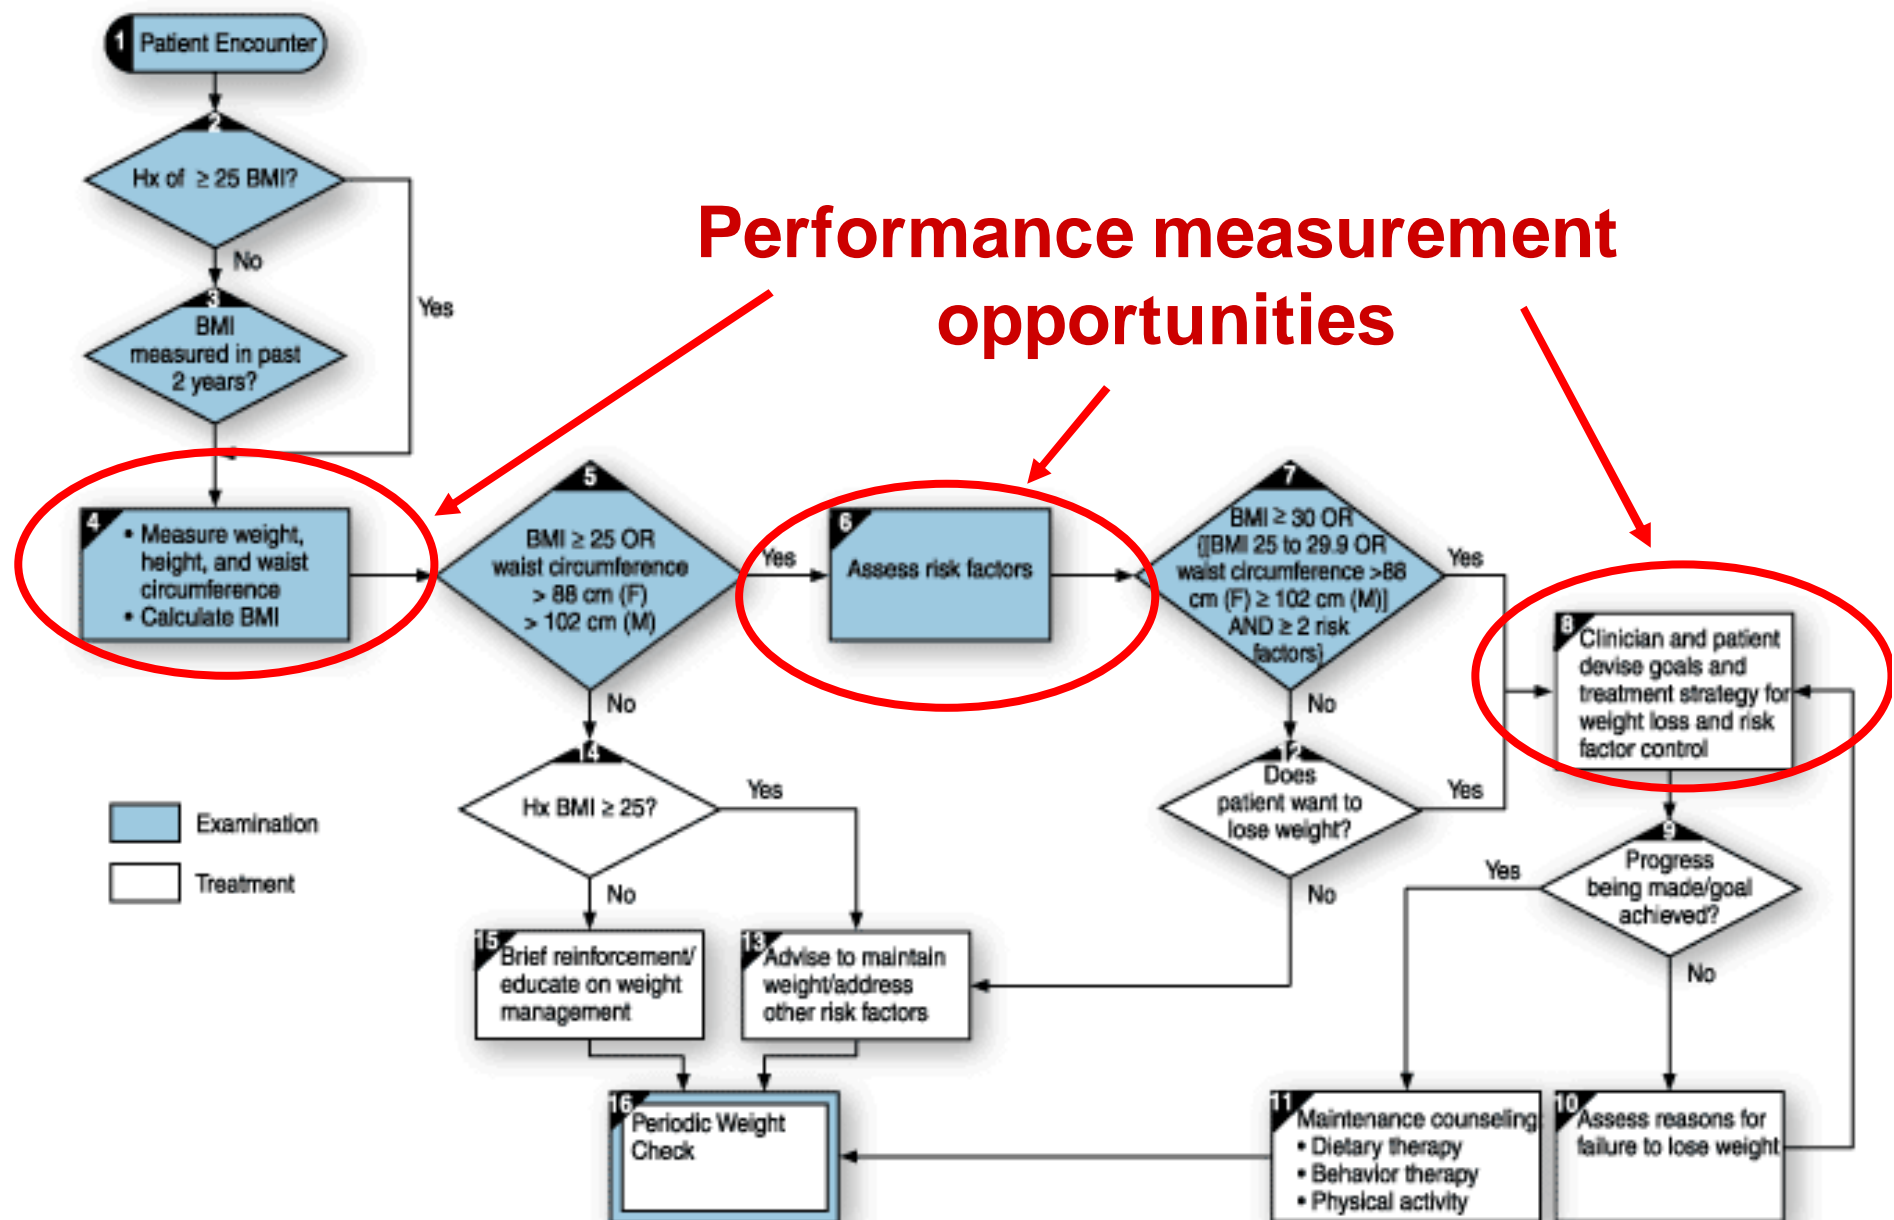 1 Patient Encounter
2
Hx of ≥ 25 BMI?
No
Yes
3
BMI
measured in past
2 years?
Performance measurement
opportunities
4
• Measure weight,
height, and waist
circumference
• Calculate BMI
5
BMI ≥ 25 OR
waist circumference
> 88 cm (F)
> 102 cm (M)
Yes
No
6
Assess risk factors
7
BMI ≥ 30 OR
{[BMI 25 to 29.9 OR
waist circumference >88
cm (F) ≥ 102 cm (M)]
AND ≥ 2 risk
factors}
Yes
No
8
Clinician and patient
devise goals and
treatment strategy for
weight loss and risk
factor control
14
Hx BMI ≥ 25?
Yes
No
12
Does
patient want to
lose weight?
Yes
No
9
Progress
being made/goal
achieved?
Yes
No
Examination
Treatment
15
Brief reinforcement/
educate on weight
management
13
Advise to maintain
weight/address
other risk factors
16
Periodic Weight
Check
11
Maintenance counseling:
• Dietary therapy
• Behavior therapy
• Physical activity
10
Assess reasons for
failure to lose weight